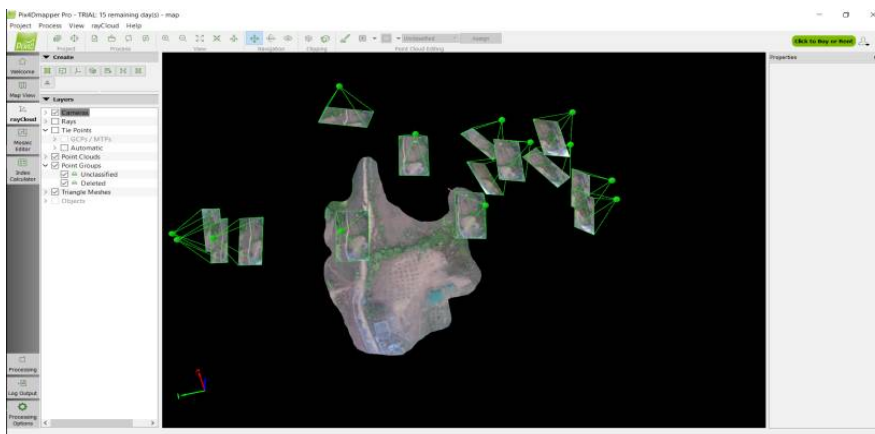 Pix4Dmapper Pro - TRIAL: 15 remaining day(s) - map
Project Process View rayCloud Help
Project Process View Navigation Clipping Point Cloud Editing
Unclassified Assign
Click to Buy or Rent
Welcome
Map View
rayCloud
Mosaic
Editor
Index
Calculator
Processing
Log Output
Processing
Options
Create
Layers
Cameras
Rays
Tie Points
GCPs / MTPs
Automatic
Point Clouds
Point Groups
Unclassified
Deleted
Triangle Meshes
Objects
Properties